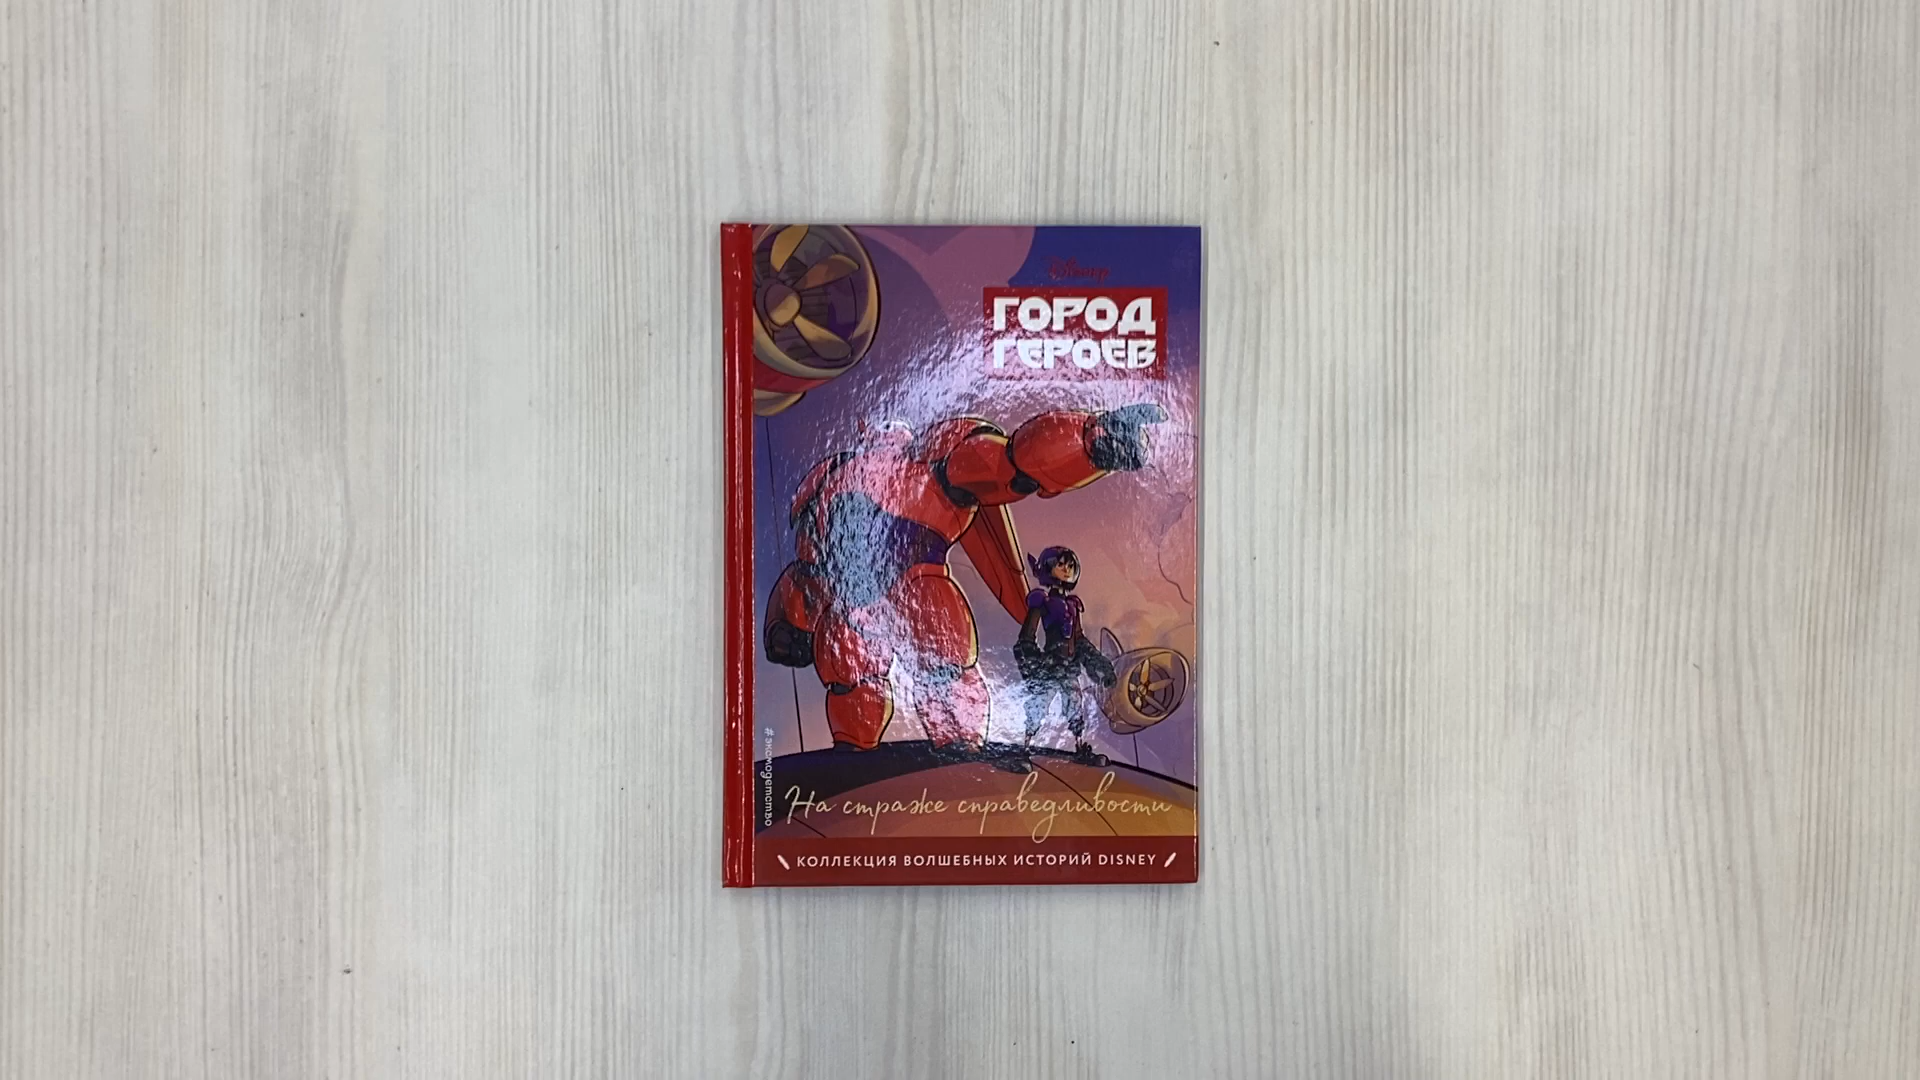 Disney
ГОРОД
ГЕРОЕВ
#эксмодетство
На страже справедливости
КОЛЛЕКЦИЯ ВОЛШЕБНЫХ ИСТОРИЙ DISNEY